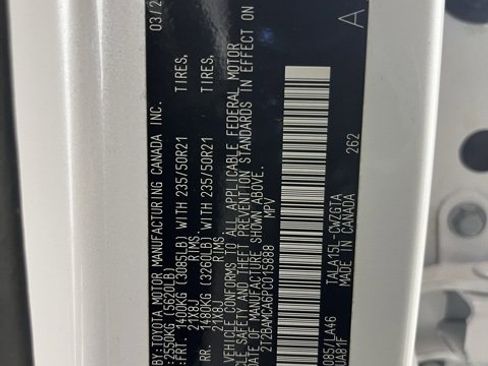 BY: TOYOTA MOTOR MANUFACTURING CANADA INC. 03/2
2550KG (5620LB)
FRT. 1400KG (3085LB) WITH 235/50R21 TIRES,
21X8J RIMS
RR. 1480KG (3260LB) WITH 235/50R21 TIRES,
21X8J RIMS
VEHICLE CONFORMS TO ALL APPLICABLE FEDERAL MOTOR
SAFETY AND THEFT PREVENTION STANDARDS IN EFFECT ON
DATE OF MANUFACTURE SHOWN ABOVE.
2T2BAMCA6PC015888 MPV
A
085/LA46 TALA15L-CWZGTA 262
UA81F MADE IN CANADA